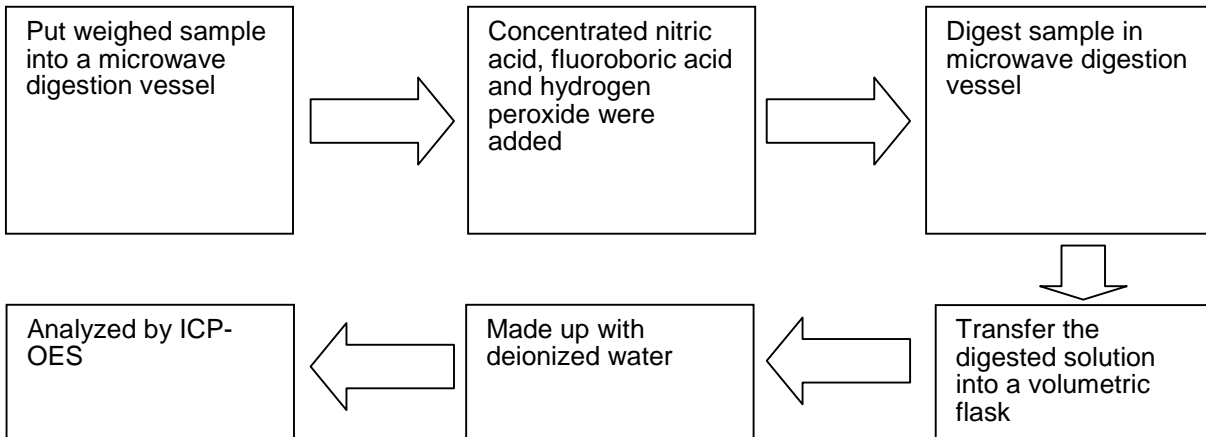 Put weighed sample
into a microwave
digestion vessel
Concentrated nitric
acid, fluoroboric acid
and hydrogen
peroxide were
added
Digest sample in
microwave digestion
vessel
Transfer the
digested solution
into a volumetric
flask
Made up with
deionized water
Analyzed by ICP-
OES